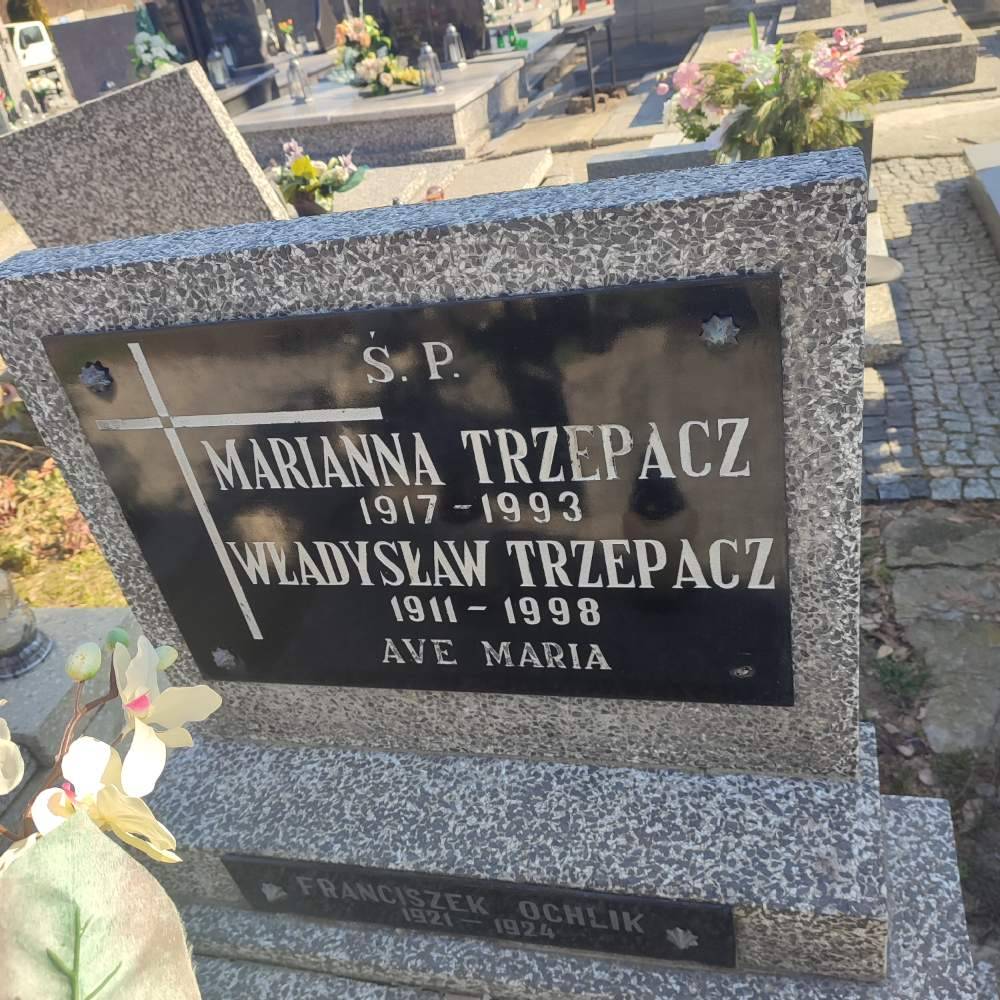 Ś. P.
MARIANNA TRZEPACZ
1917 - 1993
WŁADYSŁAW TRZEPACZ
1911 - 1998
AVE MARIA
FRANCISZEK OCHLIK
1921 - 1924